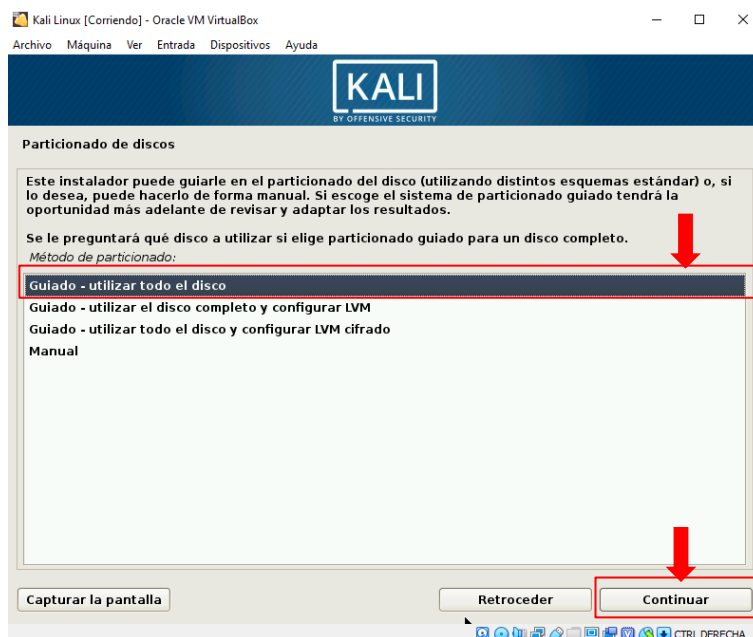 Kali Linux [Corriendo] - Oracle VM VirtualBox
Archivo Máquina Ver Entrada Dispositivos Ayuda
KALI
BY OFFENSIVE SECURITY
Particionado de discos
Este instalador puede guiarle en el particionado del disco (utilizando distintos esquemas estándar) o, si
lo desea, puede hacerlo de forma manual. Si escoge el sistema de particionado guiado tendrá la
oportunidad más adelante de revisar y adaptar los resultados.
Se le preguntará qué disco a utilizar si elige particionado guiado para un disco completo.
Método de particionado:
Guiado - utilizar todo el disco
Guiado - utilizar el disco completo y configurar LVM
Guiado - utilizar todo el disco y configurar LVM cifrado
Manual
Capturar la pantalla
Retroceder
Continuar
CTRL DERECHA